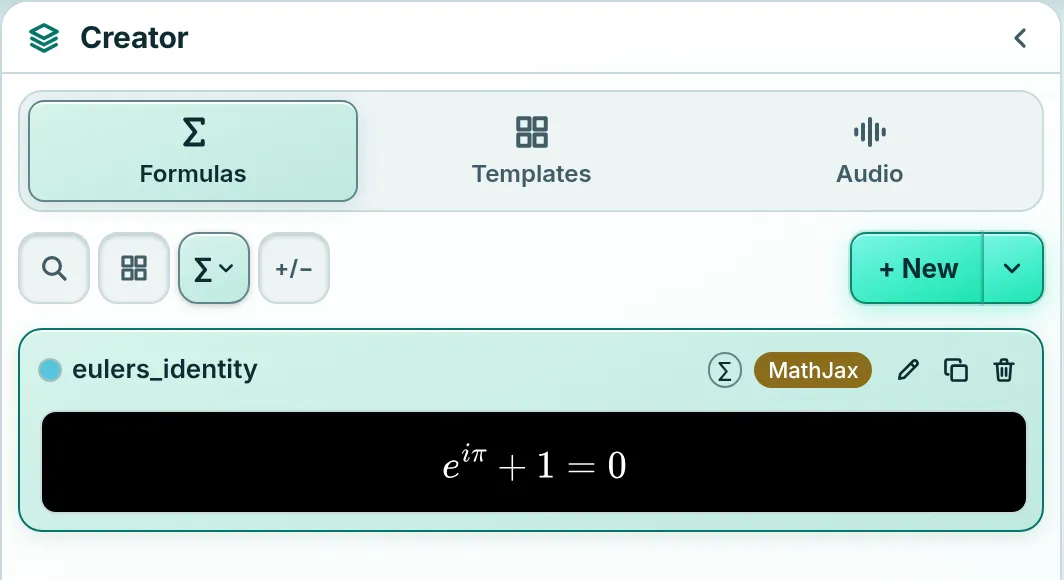 Creator
Formulas
Templates
Audio
Σ
+/−
+ New
eulers_identity
Σ
MathJax
e^{iπ} + 1 = 0